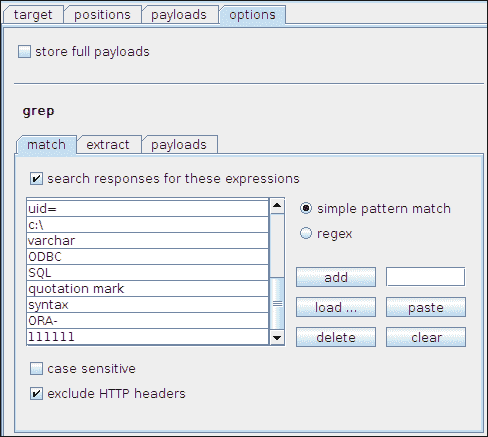 target positions payloads options
store full payloads
grep
match extract payloads
search responses for these expressions
uid=
c:\
varchar
ODBC
SQL
quotation mark
syntax
ORA-
111111
simple pattern match
regex
add
load ... paste
delete clear
case sensitive
exclude HTTP headers